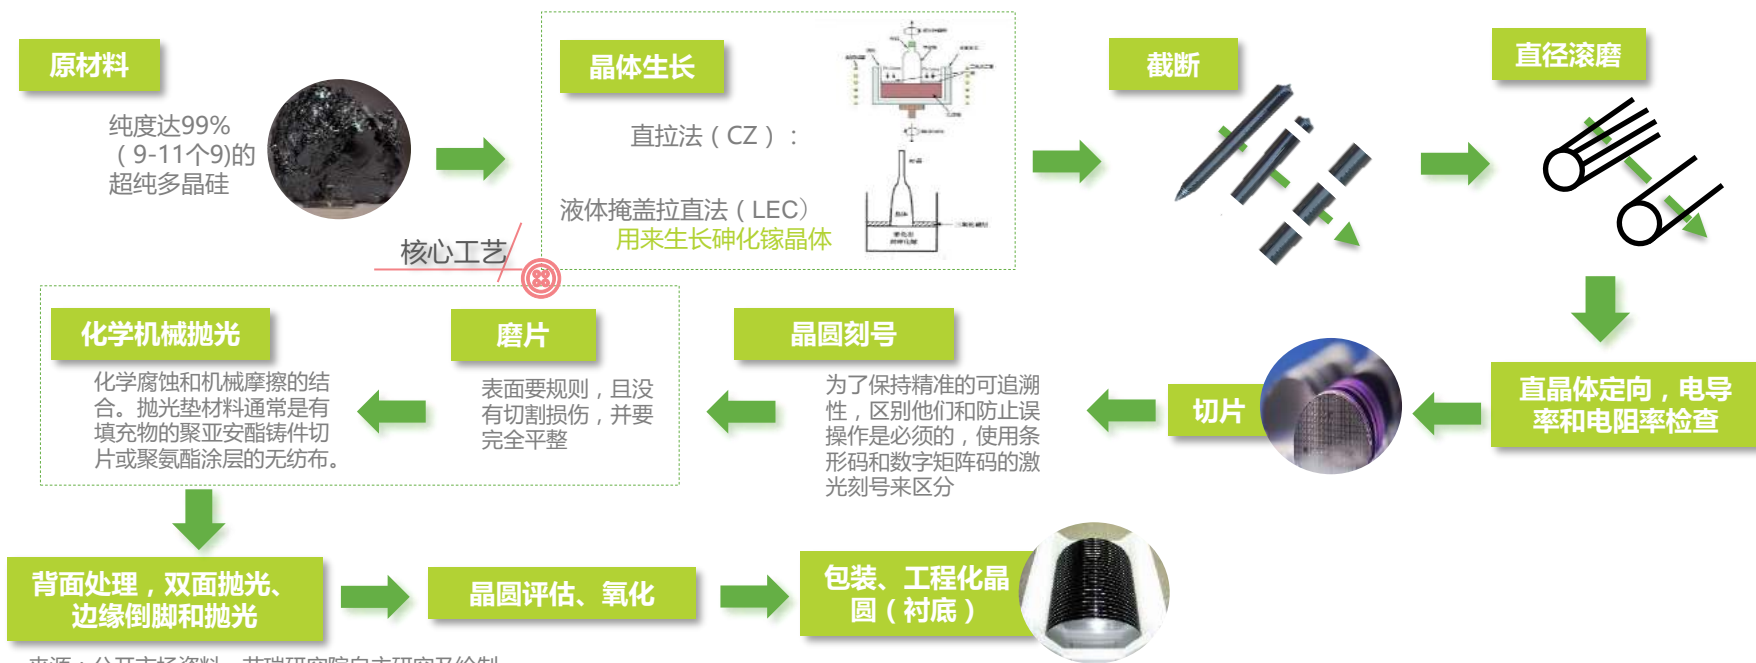 原材料
纯度达99%
（9-11个9)的
超纯多晶硅
晶体生长
直拉法（CZ）：
液体掩盖拉直法（LEC）
用来生长砷化镓晶体
核心工艺
截断
直径滚磨
直晶体定向，电导
率和电阻率检查
切片
晶圆刻号
为了保持精准的可追溯
性，区别他们和防止误
操作是必须的，使用条
形码和数字矩阵码的激
光刻号来区分
磨片
表面要规则，且没
有切割损伤，并要
完全平整
化学机械抛光
化学腐蚀和机械摩擦的结
合。抛光垫材料通常是有
填充物的聚亚安酯铸件切
片或聚氨酯涂层的无纺布。
背面处理，双面抛光、
边缘倒脚和抛光
晶圆评估、氧化
包装、工程化晶
圆（衬底）